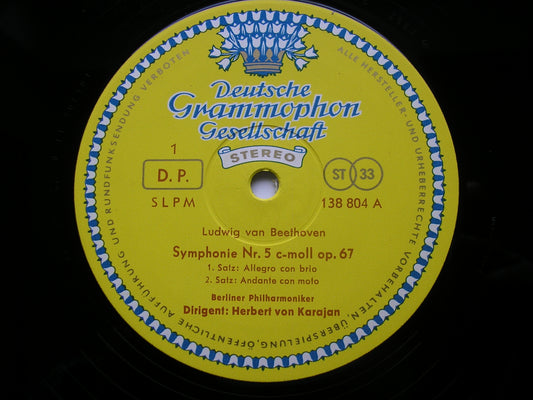 Deutsche
Grammophon
Gesellschaft
STEREO
1
D. P.
SLPM
ST 33
138 804 A
Ludwig van Beethoven
Symphonie Nr. 5 c-moll op. 67
1. Satz: Allegro con brio
2. Satz: Andante con moto
Berliner Philharmoniker
Dirigent: Herbert von Karajan
ALLE HERSTELLER- UND URHEBERRECHTE VORBEHALTEN, ÜBERSPIELUNG, ÖFFENTLICHE AUFFÜHRUNG UND RUNDFUNKSENDUNG VERBOTEN